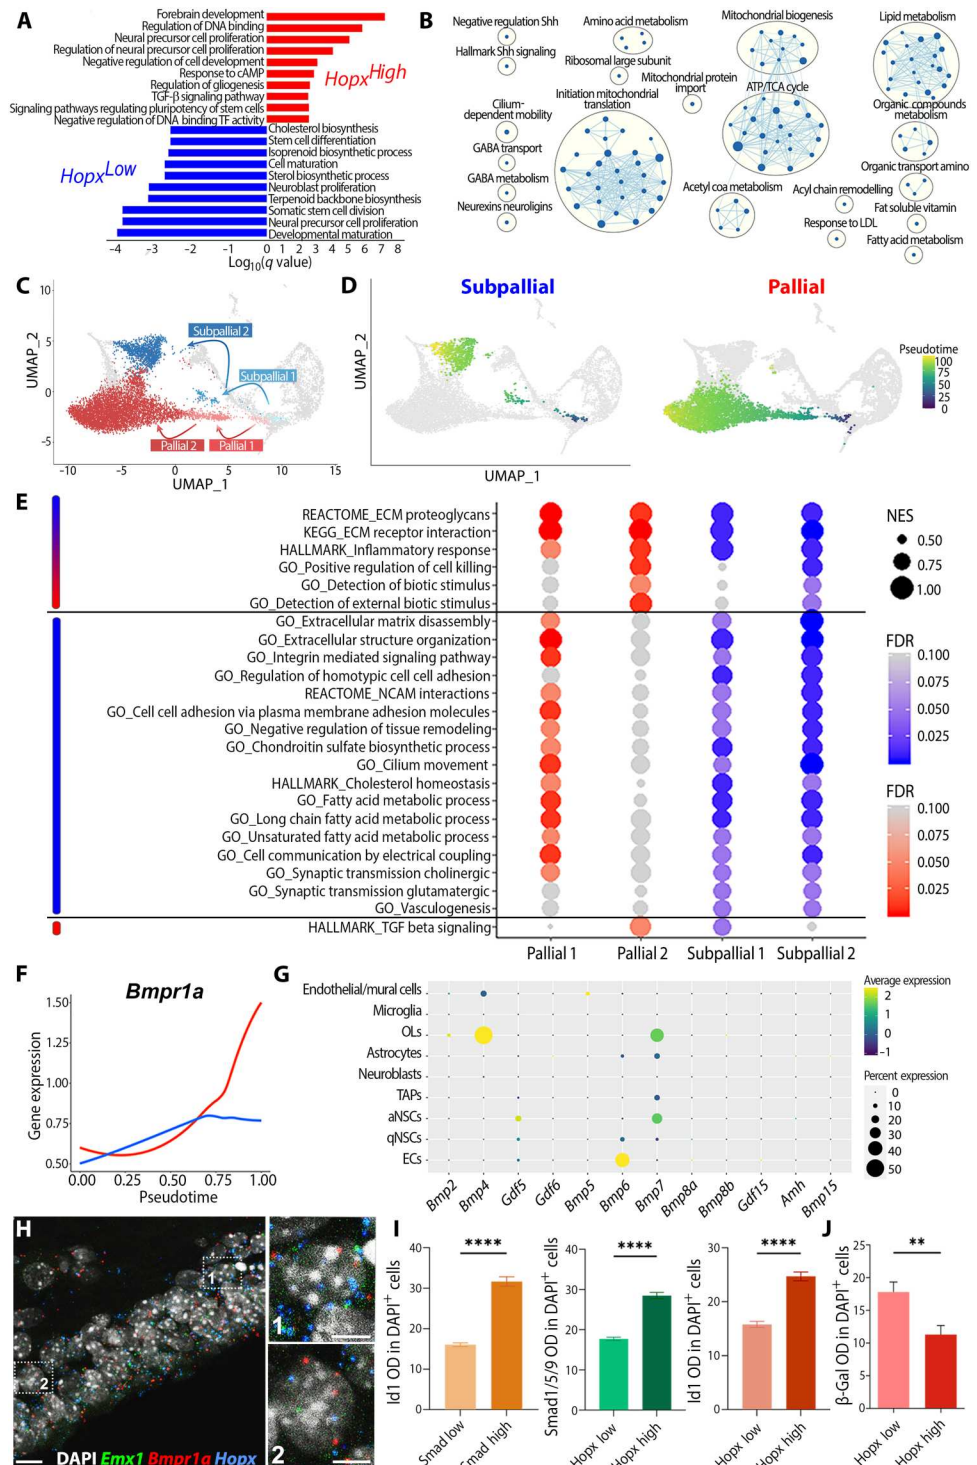 A
Forebrain development
Regulation of DNA binding
Neural precursor cell proliferation
Regulation of neural precursor cell proliferation
Negative regulation of cell development
Response to cAMP
Regulation of gliogenesis
TGF-β signaling pathway
Signaling pathways regulating pluripotency of stem cells
Negative regulation of DNA binding TF activity
HopxHigh
HopxLow
Cholesterol biosynthesis
Stem cell differentiation
Isoprenoid biosynthetic process
Cell maturation
Sterol biosynthetic process
Neuroblast proliferation
Terpenoid backbone biosynthesis
Somatic stem cell division
Neural precursor cell proliferation
Developmental maturation
−4 −3 −2 −1 0 1 2 3 4 5 6 7 8
Log10(q value)
B
Negative regulation Shh
Hallmark Shh signaling
Cilium-
dependent mobility
GABA transport
GABA metabolism
Neurexins neuroligins
Amino acid metabolism
Ribosomal large subunit
Initiation mitochondrial
translation
Mitochondrial protein
import
Mitochondrial biogenesis
ATP/TCA cycle
Acetyl coa metabolism
Lipid metabolism
Organic compounds
metabolism
Organic transport amino
Acyl chain remodelling
Fat soluble vitamin
Response to LDL
Fatty acid metabolism
C
UMAP_2
10
5
0
−5
Subpallial 2
Subpallial 1
Pallial 2
Pallial 1
−10 −5 0 5 10 15
UMAP_1
D
Subpallial
Pallial
UMAP_2
UMAP_1
Pseudotime
100
75
50
25
0
E
REACTOME_ECM proteoglycans
KEGG_ECM receptor interaction
HALLMARK_Inflammatory response
GO_Positive regulation of cell killing
GO_Detection of biotic stimulus
GO_Detection of external biotic stimulus
GO_Extracellular matrix disassembly
GO_Extracellular structure organization
GO_Integrin mediated signaling pathway
GO_Regulation of homotypic cell cell adhesion
REACTOME_NCAM interactions
GO_Cell cell adhesion via plasma membrane adhesion molecules
GO_Negative regulation of tissue remodeling
GO_Chondroitin sulfate biosynthetic process
GO_Cilium movement
HALLMARK_Cholesterol homeostasis
GO_Fatty acid metabolic process
GO_Long chain fatty acid metabolic process
GO_Unsaturated fatty acid metabolic process
GO_Cell communication by electrical coupling
GO_Synaptic transmission cholinergic
GO_Synaptic transmission glutamatergic
GO_Vasculogenesis
HALLMARK_TGF beta signaling
Pallial 1 Pallial 2 Subpallial 1 Subpallial 2
NES
0.50
0.75
1.00
FDR
0.100
0.075
0.050
0.025
FDR
0.100
0.075
0.050
0.025
F
Bmpr1a
Gene expression
1.50
1.25
1.00
0.75
0.50
0.00 0.25 0.50 0.75 1.00
Pseudotime
G
Endothelial/mural cells
Microglia
OLs
Astrocytes
Neuroblasts
TAPs
aNSCs
qNSCs
ECs
Bmp2 Bmp4 Gdf5 Gdf6 Bmp5 Bmp6 Bmp7 Bmp8a Bmp8b Gdf15 Amh Bmp15
Average expression
2
1
0
−1
Percent expression
0
10
20
30
40
50
H
1
2
DAPI Emx1 Bmpr1a Hopx
1
2
I
Id1 OD in DAPI+ cells
40
30
20
10
0
****
Smad low
Smad high
Smad1/5/9 OD in DAPI+ cells
40
30
20
10
0
****
Hopx low
Hopx high
Id1 OD in DAPI+ cells
30
20
10
0
****
Hopx low
Hopx high
J
β-Gal OD in DAPI+ cells
25
20
15
10
5
0
**
Hopx low
Hopx high